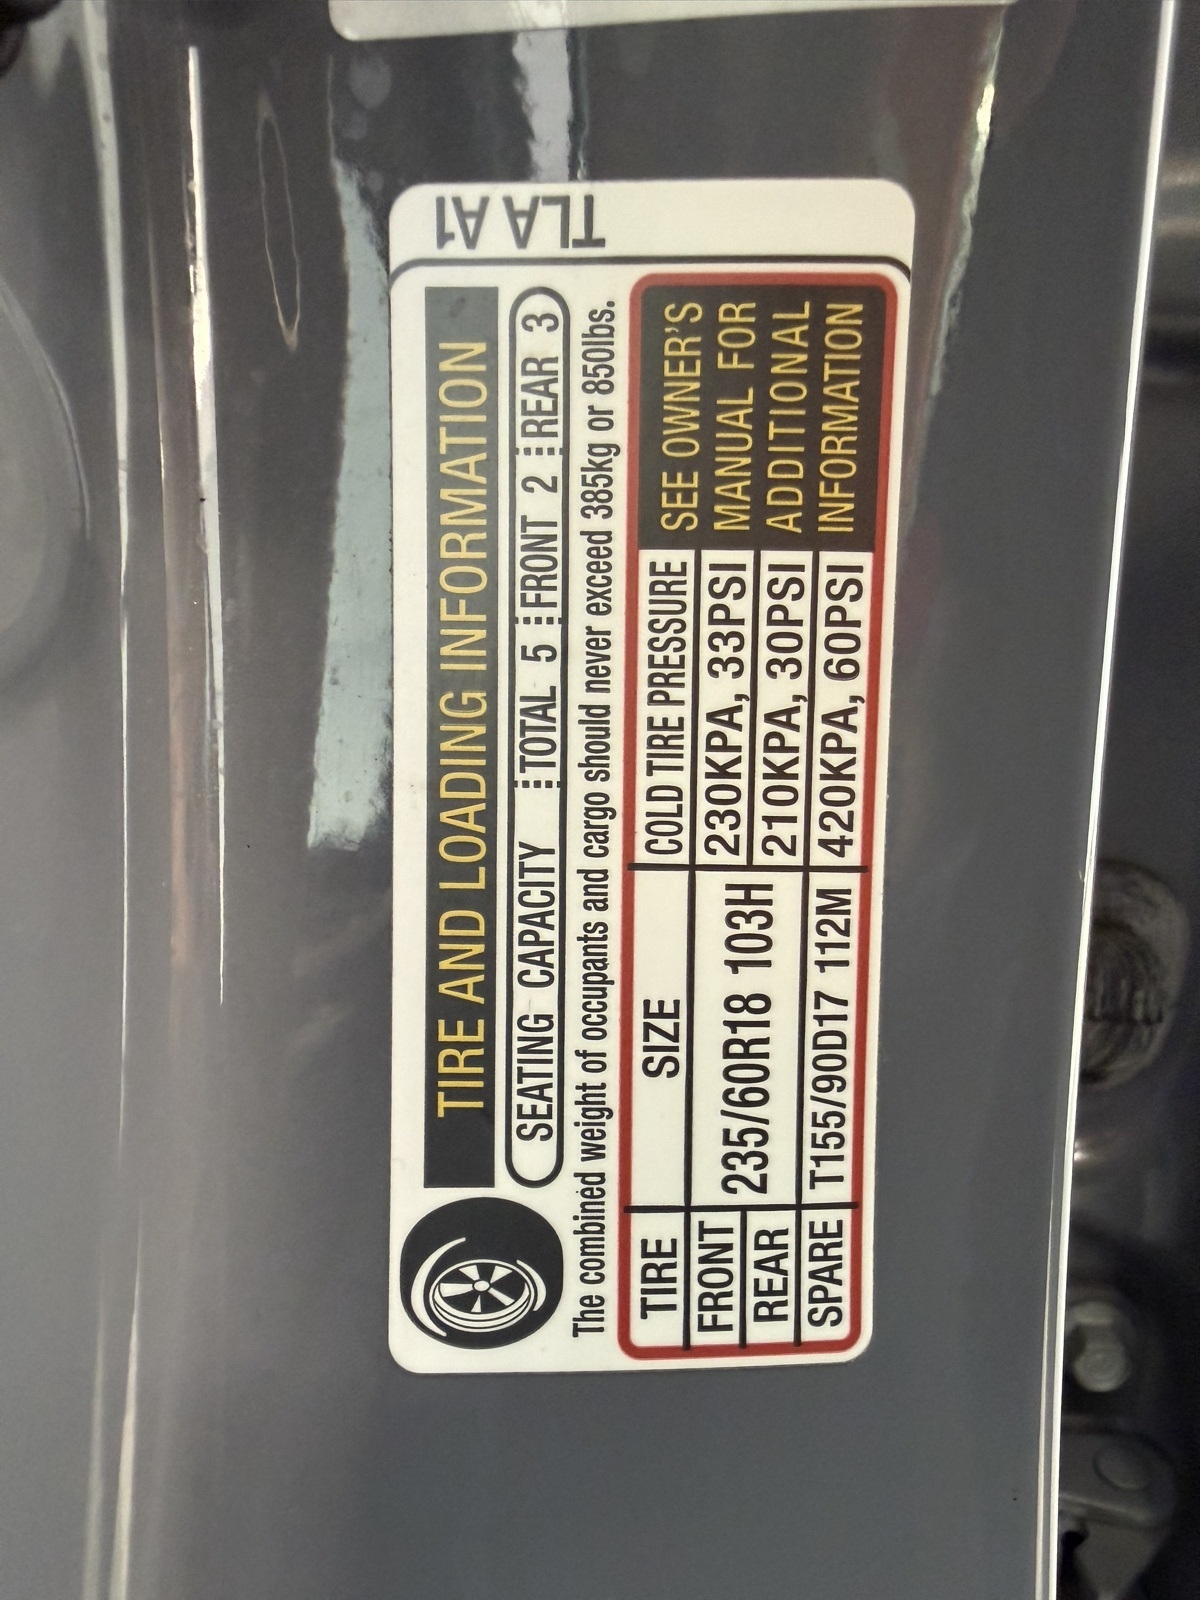 TLA A1
TIRE AND LOADING INFORMATION
SEATING CAPACITY TOTAL 5 FRONT 2 REAR 3
The combined weight of occupants and cargo should never exceed 385kg or 850lbs.
TIRE SIZE COLD TIRE PRESSURE
FRONT 235/60R18 103H 230KPA, 33PSI
REAR 210KPA, 30PSI
SPARE T155/90D17 112M 420KPA, 60PSI
SEE OWNER'S
MANUAL FOR
ADDITIONAL
INFORMATION